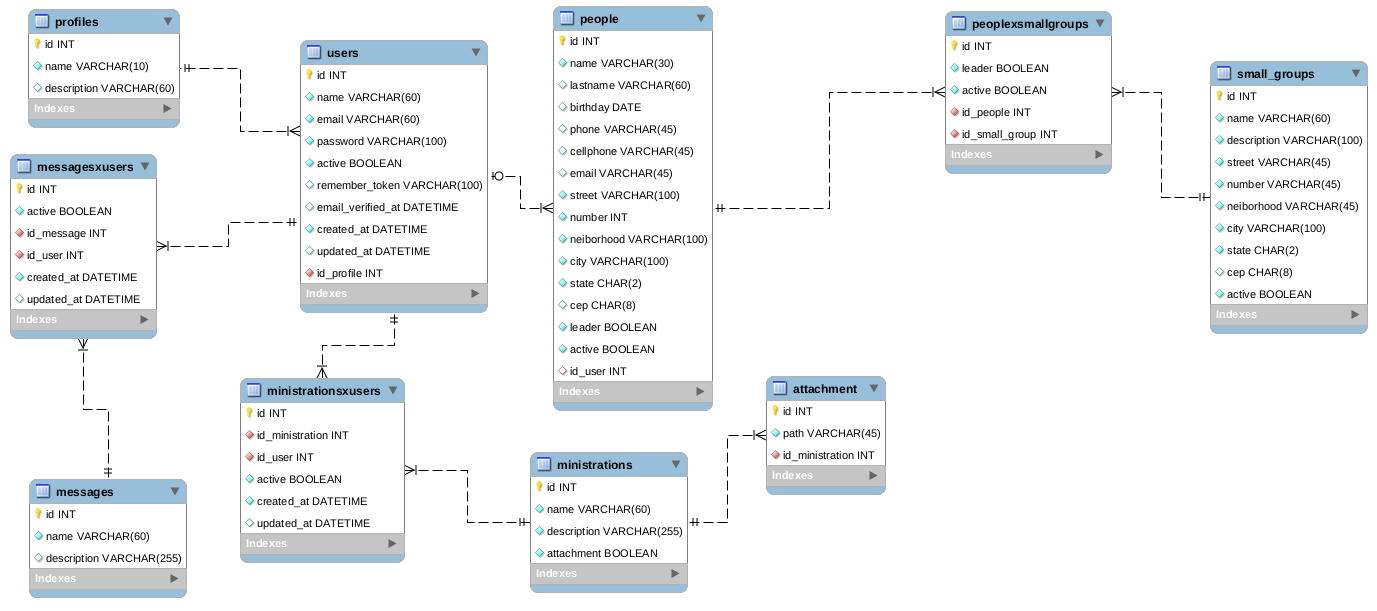 profiles
id INT
name VARCHAR(10)
description VARCHAR(60)
Indexes
messagesxusers
id INT
active BOOLEAN
id_message INT
id_user INT
created_at DATETIME
updated_at DATETIME
Indexes
messages
id INT
name VARCHAR(60)
description VARCHAR(255)
Indexes
users
id INT
name VARCHAR(60)
email VARCHAR(60)
password VARCHAR(100)
active BOOLEAN
remember_token VARCHAR(100)
email_verified_at DATETIME
created_at DATETIME
updated_at DATETIME
id_profile INT
Indexes
ministrationsxusers
id INT
id_ministration INT
id_user INT
active BOOLEAN
created_at DATETIME
updated_at DATETIME
Indexes
people
id INT
name VARCHAR(30)
lastname VARCHAR(60)
birthday DATE
phone VARCHAR(45)
cellphone VARCHAR(45)
email VARCHAR(45)
street VARCHAR(100)
number INT
neiborhood VARCHAR(100)
city VARCHAR(100)
state CHAR(2)
cep CHAR(8)
leader BOOLEAN
active BOOLEAN
id_user INT
Indexes
ministrations
id INT
name VARCHAR(60)
description VARCHAR(255)
attachment BOOLEAN
Indexes
attachment
id INT
path VARCHAR(45)
id_ministration INT
Indexes
peoplexsmallgroups
id INT
leader BOOLEAN
active BOOLEAN
id_people INT
id_small_group INT
Indexes
small_groups
id INT
name VARCHAR(60)
description VARCHAR(100)
street VARCHAR(45)
number VARCHAR(45)
neiborhood VARCHAR(45)
city VARCHAR(100)
state CHAR(2)
cep CHAR(8)
active BOOLEAN
Indexes